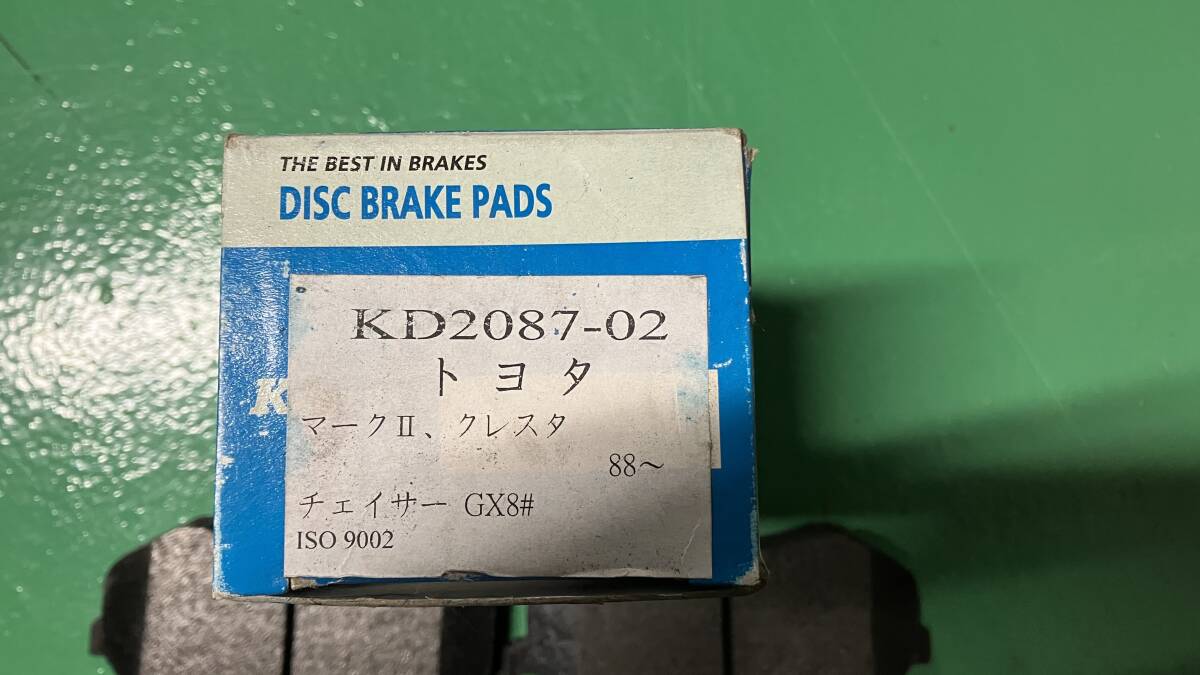 THE BEST IN BRAKES
DISC BRAKE PADS
KD2087-02
トヨタ
マークⅡ、クレスタ
88～
チェイサー GX8#
ISO 9002